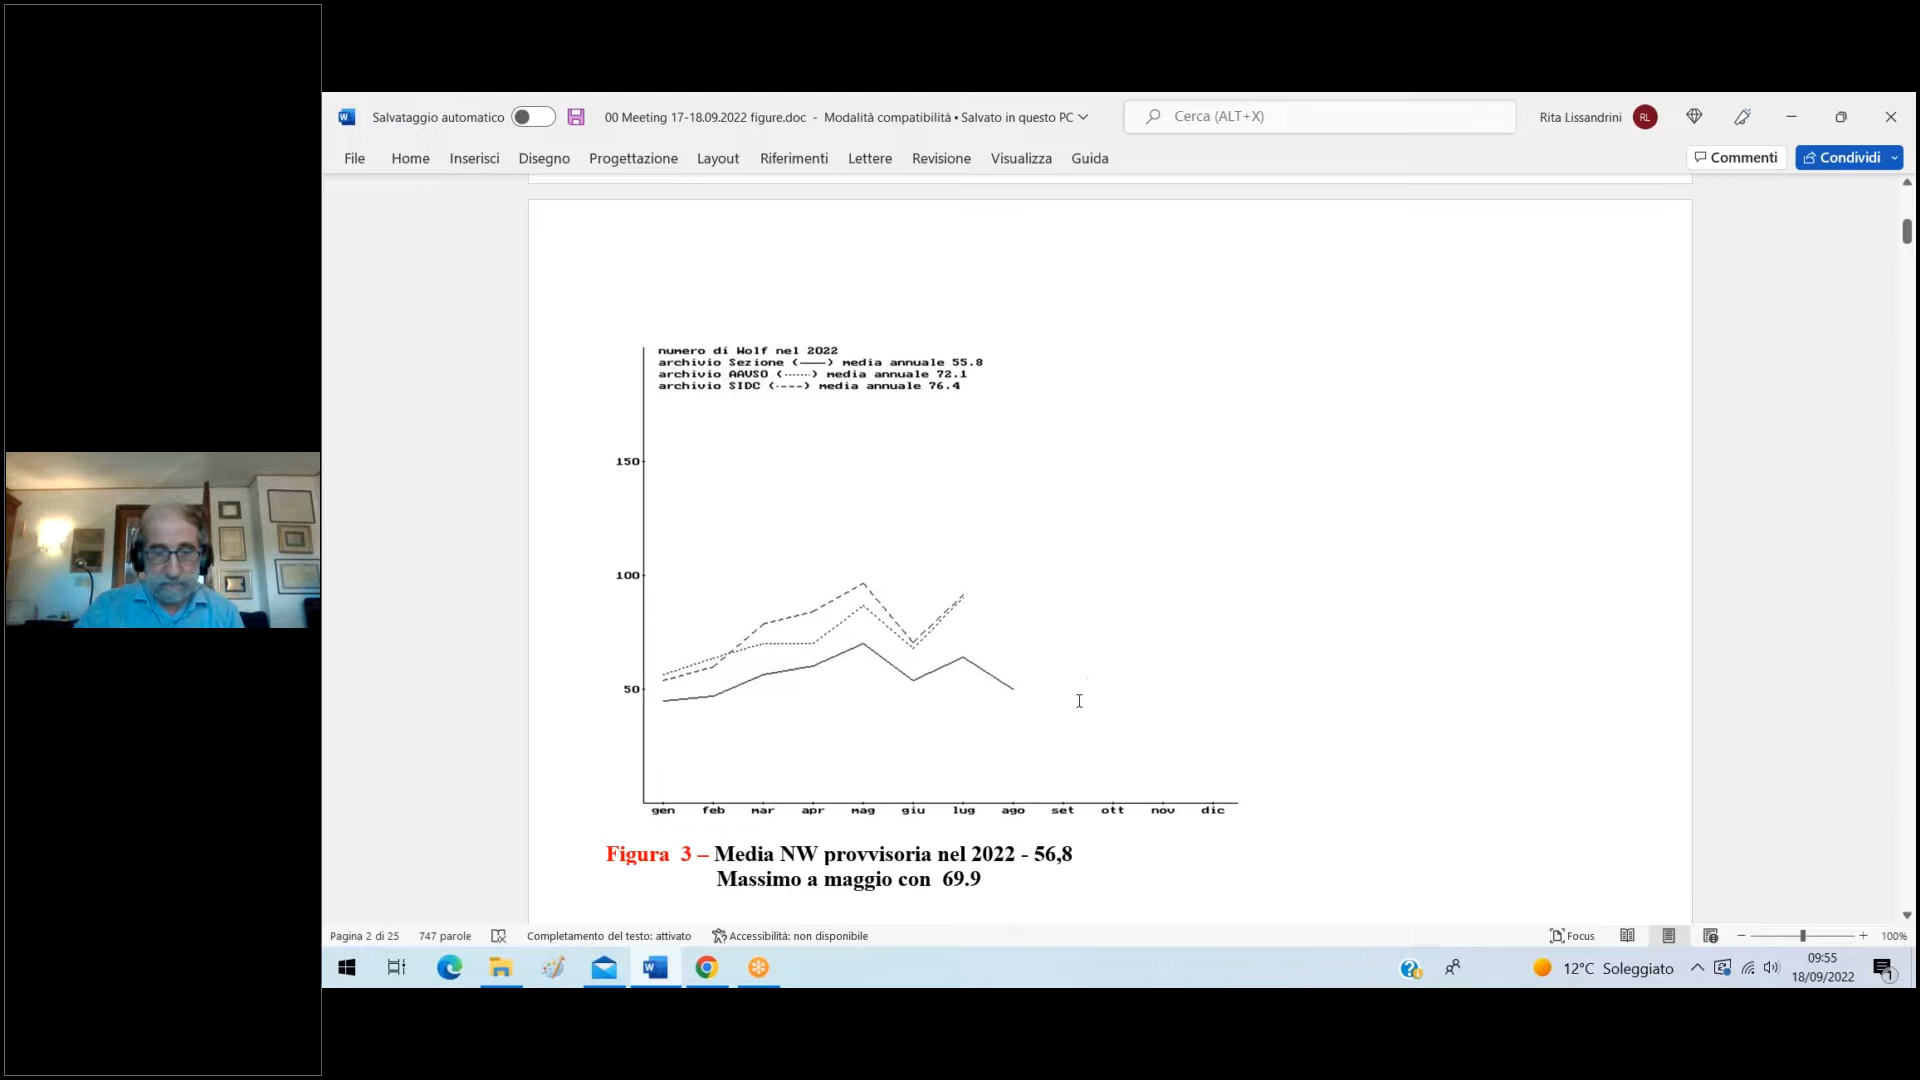 Salvataggio automatico
00 Meeting 17-18.09.2022 figure.doc - Modalità compatibilità • Salvato in questo PC
Cerca (ALT+X)
Rita Lissandrini
RL
File Home Inserisci Disegno Progettazione Layout Riferimenti Lettere Revisione Visualizza Guida
Commenti
Condividi
numero di Wolf nel 2022
archivio Sezione (——) media annuale 55.8
archivio AAVSO (·······) media annuale 72.1
archivio SIDC (----) media annuale 76.4
150
100
50
gen feb mar apr mag giu lug ago set ott nov dic
Figura 3 – Media NW provvisoria nel 2022 - 56,8
Massimo a maggio con 69.9
Pagina 2 di 25 747 parole Completamento del testo: attivato Accessibilità: non disponibile
Focus
100%
12°C Soleggiato
09:55
18/09/2022
1